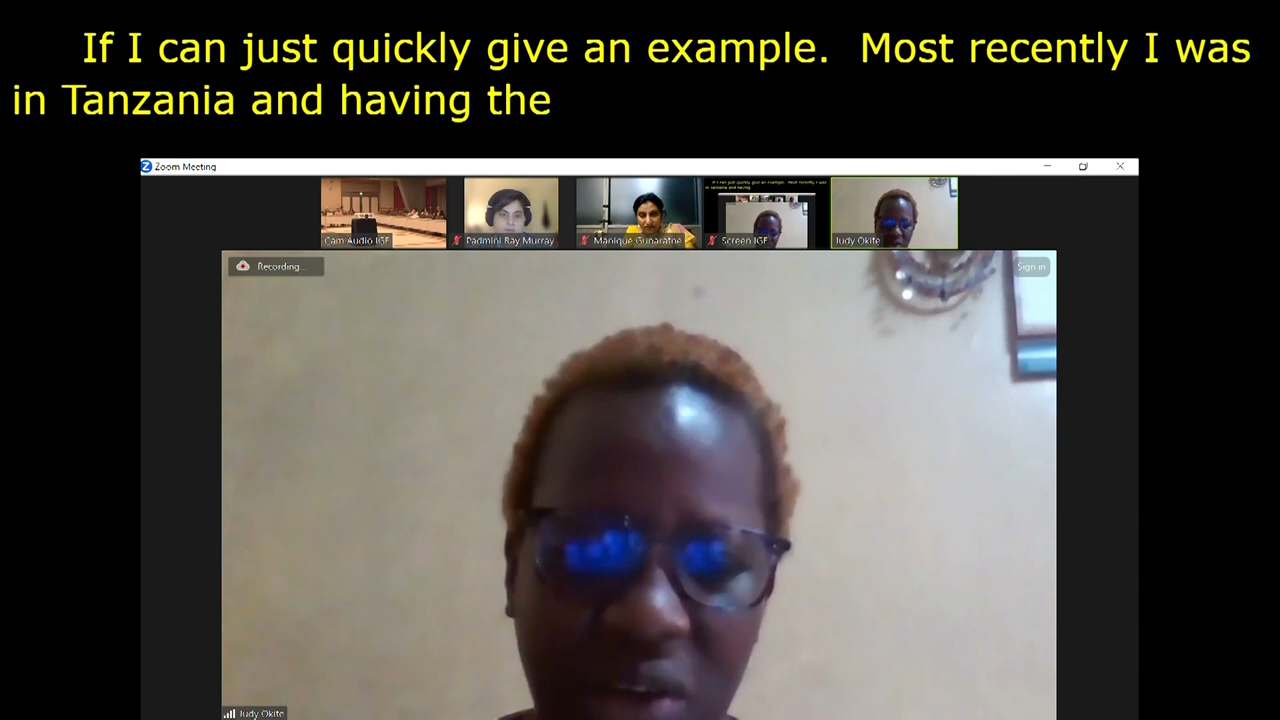 If I can just quickly give an example.  Most recently I was
in Tanzania and having the
Zoom Meeting
Cam Audio IGF
Padmini Ray Murray
Manique Gunaratne
Screen IGF
Judy Okite
Recording...
Sign in
Judy Okite